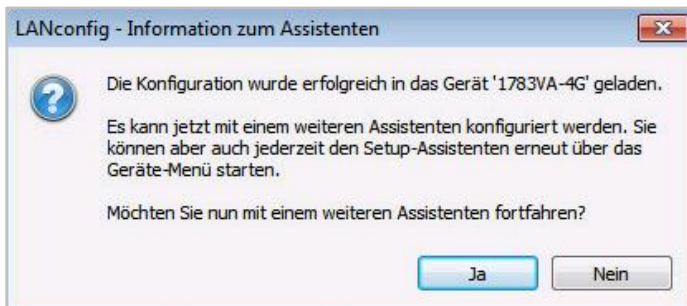 LANconfig - Information zum Assistenten
Die Konfiguration wurde erfolgreich in das Gerät '1783VA-4G' geladen.
Es kann jetzt mit einem weiteren Assistenten konfiguriert werden. Sie
können aber auch jederzeit den Setup-Assistenten erneut über das
Geräte-Menü starten.
Möchten Sie nun mit einem weiteren Assistenten fortfahren?
Ja
Nein